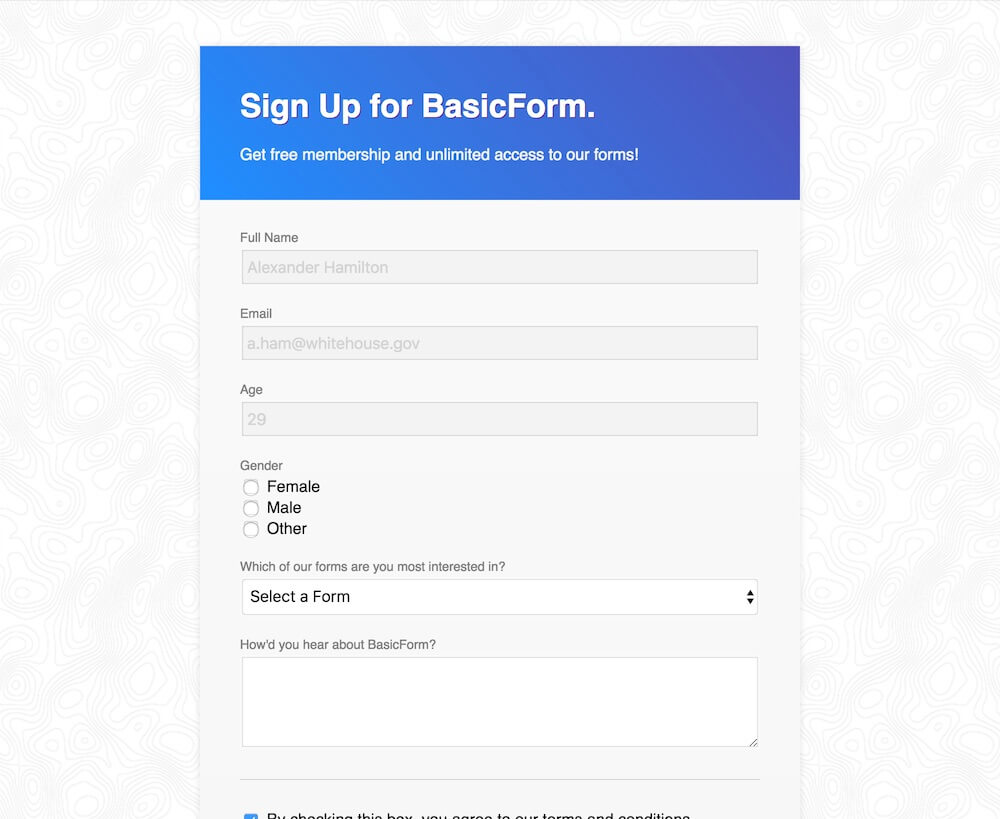 Sign Up for BasicForm.
Get free membership and unlimited access to our forms!
Full Name
Alexander Hamilton
Email
a.ham@whitehouse.gov
Age
29
Gender
Female
Male
Other
Which of our forms are you most interested in?
Select a Form
How'd you hear about BasicForm?
By checking this box, you agree to our terms and conditions.